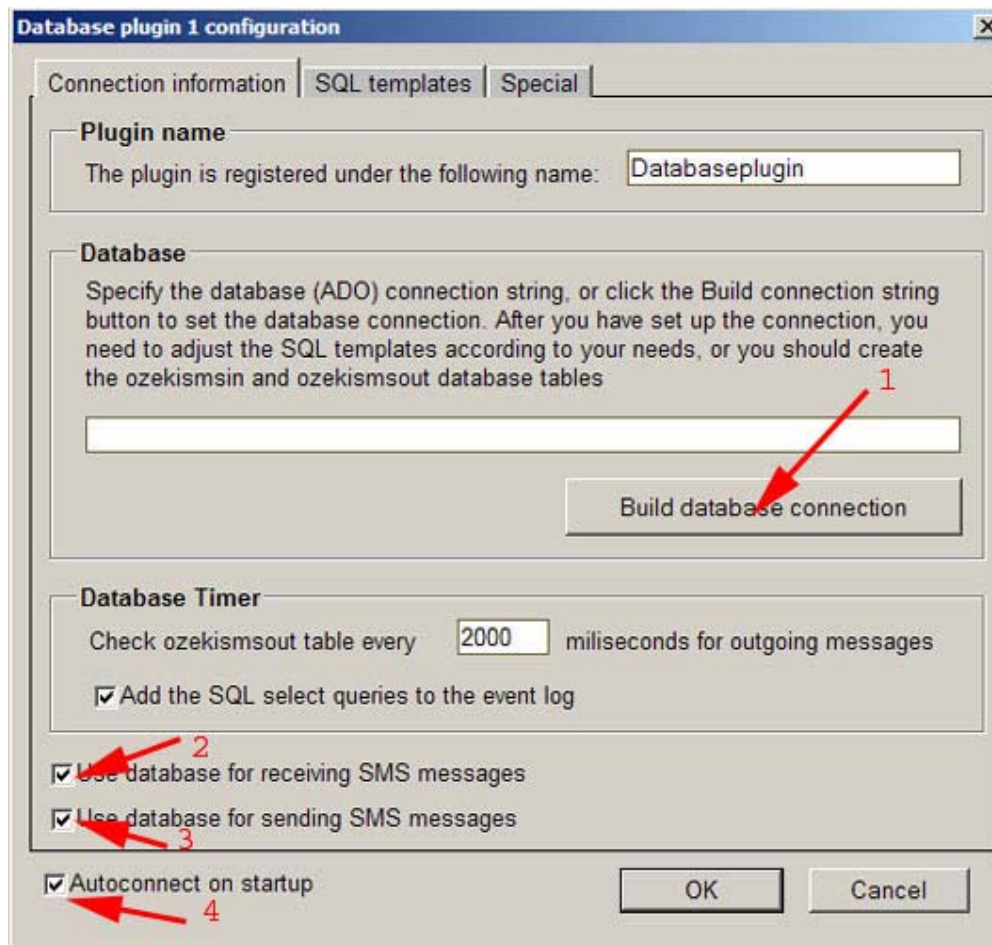 Database plugin 1 configuration
Connection information SQL templates Special
Plugin name
The plugin is registered under the following name: Databaseplugin
Database
Specify the database (ADO) connection string, or click the Build connection string
button to set the database connection. After you have set up the connection, you
need to adjust the SQL templates according to your needs, or you should create
the ozekismsin and ozekismsout database tables
1
Build database connection
Database Timer
Check ozekismsout table every 2000 miliseconds for outgoing messages
Add the SQL select queries to the event log
2
Use database for receiving SMS messages
Use database for sending SMS messages
3
Autoconnect on startup
4
OK Cancel